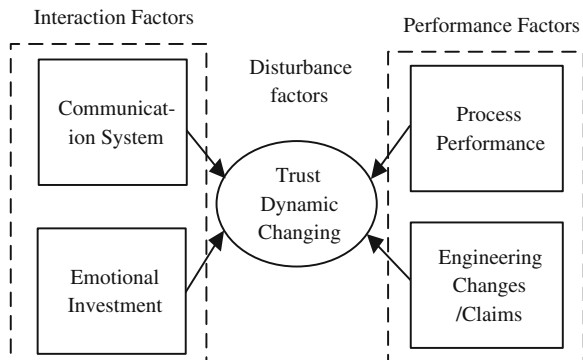 Interaction Factors
Communicat-
ion System
Emotional
Investment
Disturbance
factors
Trust
Dynamic
Changing
Performance Factors
Process
Performance
Engineering
Changes
/Claims